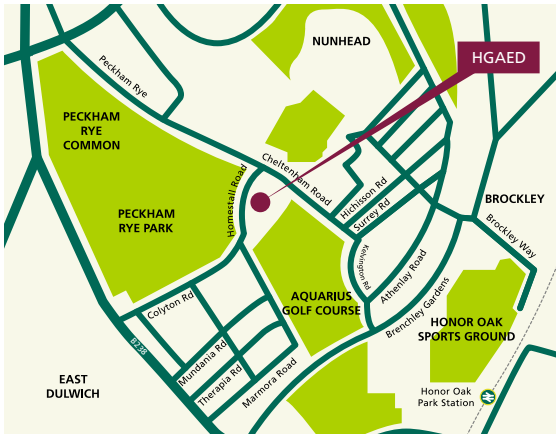 NUNHEAD
HGAED
Peckham Rye
PECKHAM
RYE
COMMON
Cheltenham Road
Homestall Road
PECKHAM
RYE PARK
Hichisson Rd
Surrey Rd
BROCKLEY
Brockley Way
Kelvington Rd
Athenlay Road
Colyton Rd
AQUARIUS
GOLF COURSE
Brenchley Gardens
HONOR OAK
SPORTS GROUND
B238
Mundania Rd
Therapia Rd
Marmora Road
EAST
DULWICH
Honor Oak
Park Station